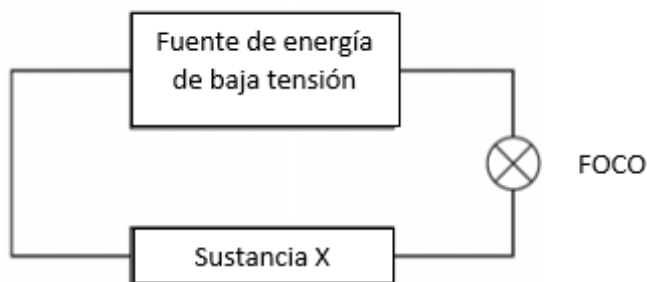 Fuente de energía
de baja tensión
FOCO
Sustancia X